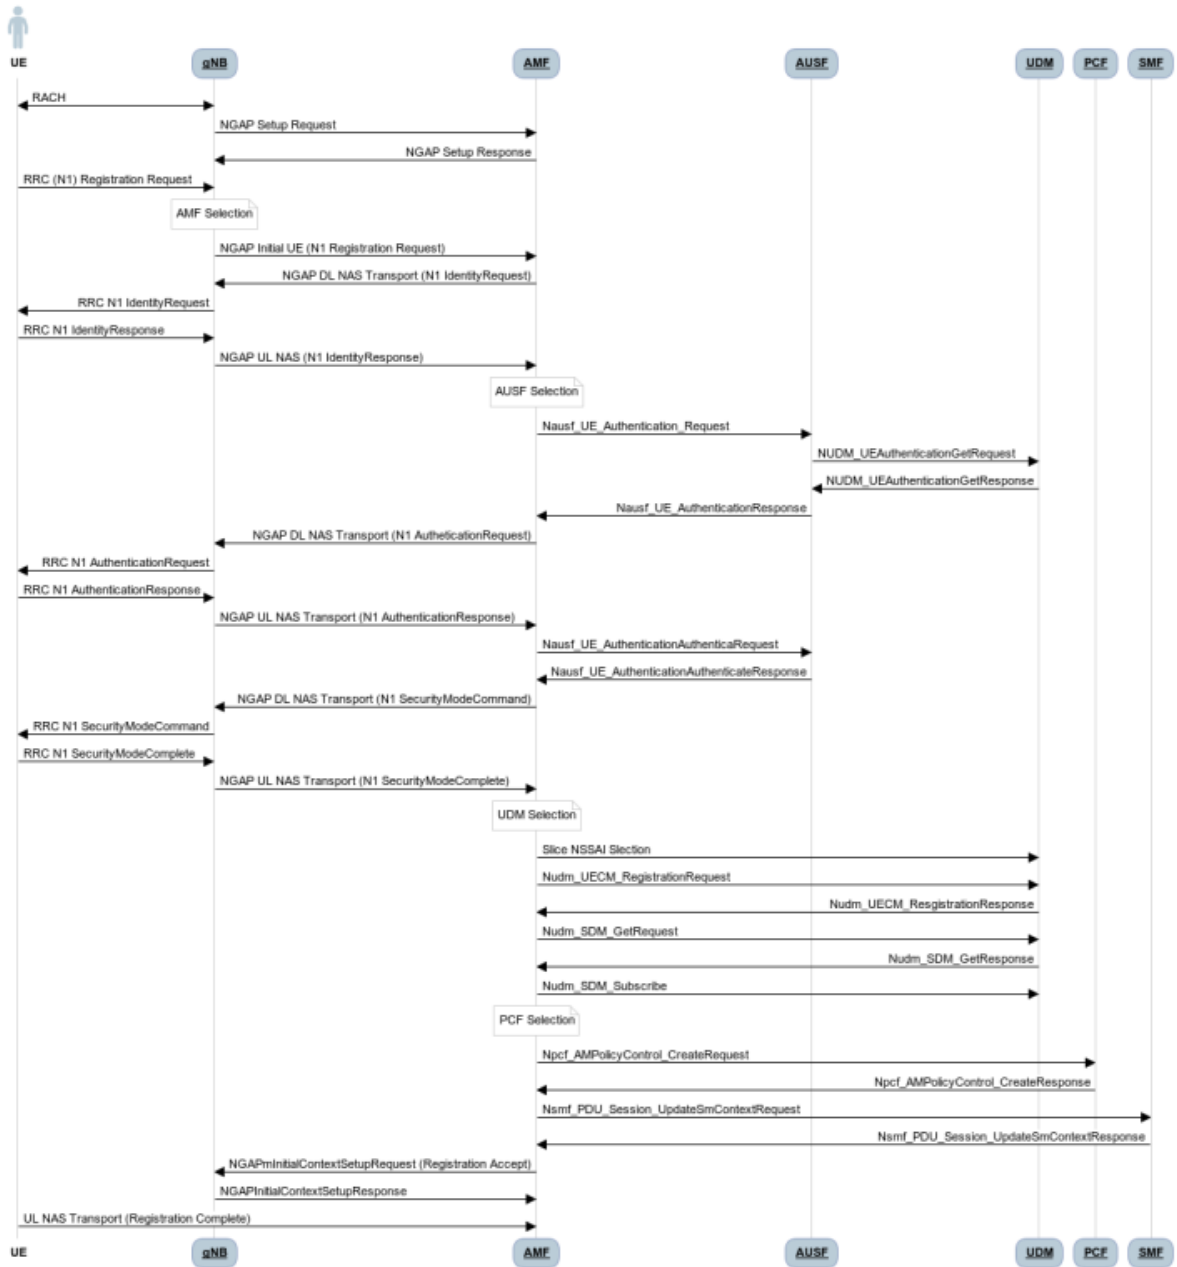 UE gNB AMF AUSF UDM PCF SMF
RACH
NGAP Setup Request
NGAP Setup Response
RRC (N1) Registration Request
AMF Selection
NGAP Initial UE (N1 Registration Request)
NGAP DL NAS Transport (N1 IdentityRequest)
RRC N1 IdentityRequest
RRC N1 IdentityResponse
NGAP UL NAS (N1 IdentityResponse)
AUSF Selection
Nausf_UE_Authentication_Request
NUDM_UEAuthenticationGetRequest
NUDM_UEAuthenticationGetResponse
Nausf_UE_AuthenticationResponse
NGAP DL NAS Transport (N1 AutheticationRequest)
RRC N1 AuthenticationRequest
RRC N1 AuthenticationResponse
NGAP UL NAS Transport (N1 AuthenticationResponse)
Nausf_UE_AuthenticationAuthenticaRequest
Nausf_UE_AuthenticationAuthenticateResponse
NGAP DL NAS Transport (N1 SecurityModeCommand)
RRC N1 SecurityModeCommand
RRC N1 SecurityModeComplete
NGAP UL NAS Transport (N1 SecurityModeComplete)
UDM Selection
Slice NSSAI Slection
Nudm_UECM_RegistrationRequest
Nudm_UECM_ResgistrationResponse
Nudm_SDM_GetRequest
Nudm_SDM_GetResponse
Nudm_SDM_Subscribe
PCF Selection
Npcf_AMPolicyControl_CreateRequest
Npcf_AMPolicyControl_CreateResponse
Nsmf_PDU_Session_UpdateSmContextRequest
Nsmf_PDU_Session_UpdateSmContextResponse
NGAPmInitialContextSetupRequest (Registration Accept)
NGAPInitialContextSetupResponse
UL NAS Transport (Registration Complete)
UE gNB AMF AUSF UDM PCF SMF